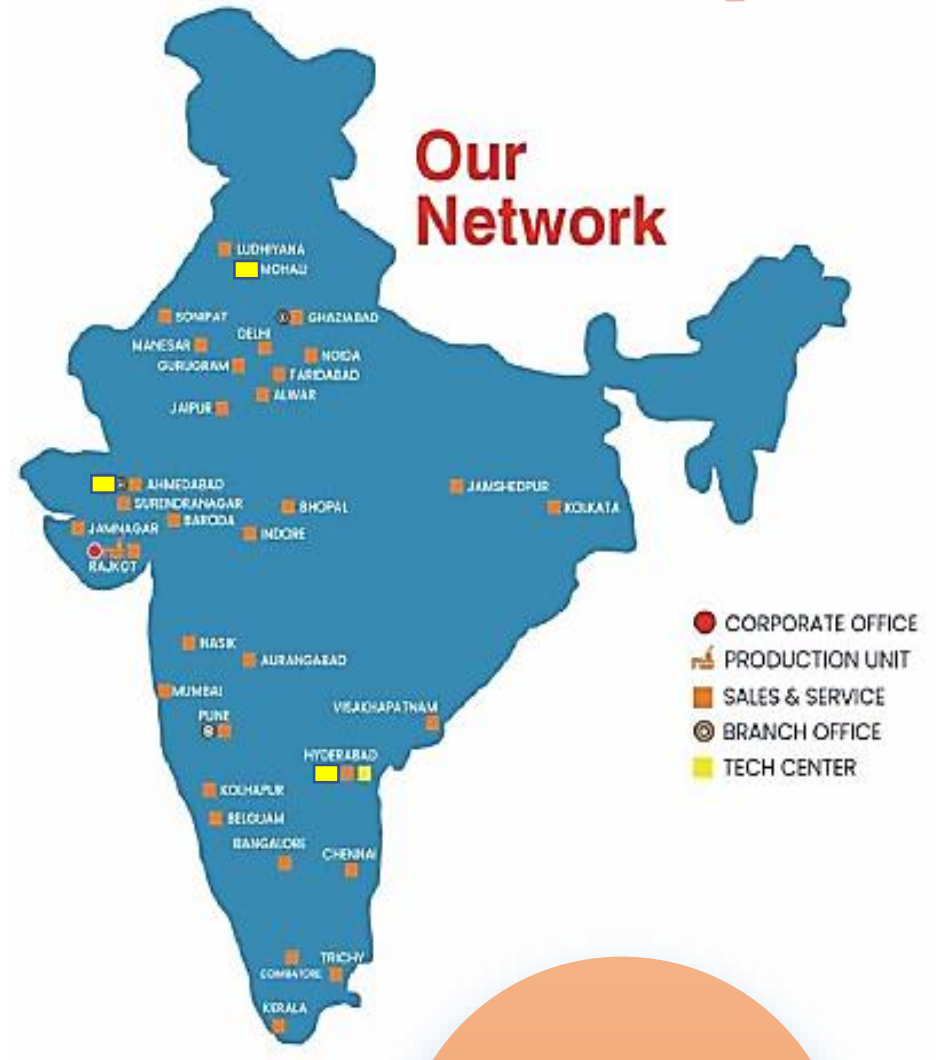 Our
Network
LUDHIYANA
MOHALI
SONIPAT
GHAZIABAD
DELHI
MANESAR
NOIDA
GURUGRAM
FARIDABAD
ALWAR
JAIPUR
AHMEDABAD
JAMSHEDPUR
SURENDRANAGAR
BHOPAL
KOLKATA
BARODA
JAMNAGAR
INDORE
RAJKOT
CORPORATE OFFICE
PRODUCTION UNIT
SALES & SERVICE
BRANCH OFFICE
TECH CENTER
NASIK
AURANGABAD
MUMBAI
VISAKHAPATNAM
PUNE
HYDERABAD
KOLHAPUR
BELGUAM
BANGALORE
CHENNAI
TRICHY
COIMBATORE
KERALA